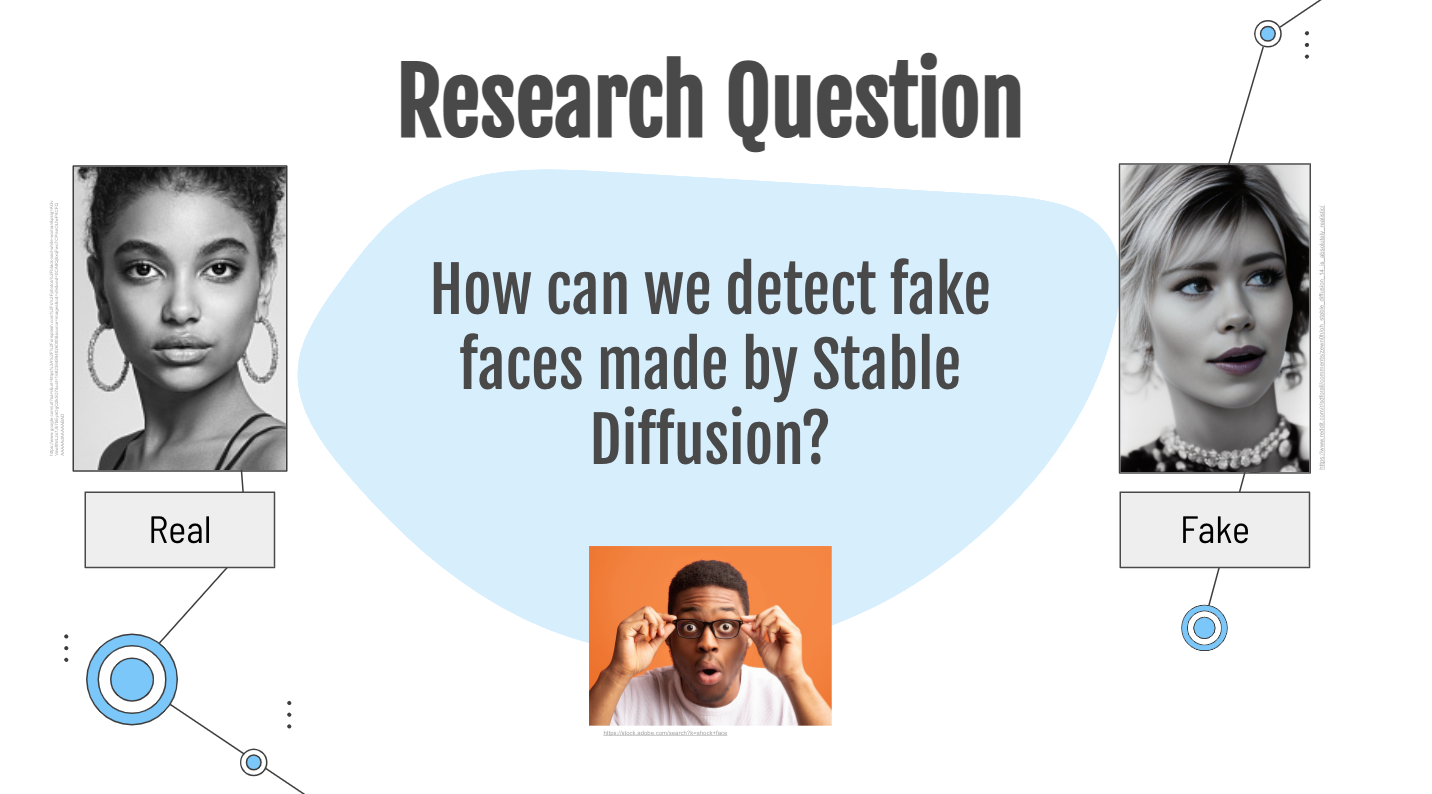 Research Question
How can we detect fake
faces made by Stable
Diffusion?
Real
Fake
https://stock.adobe.com/search?k=shock+face